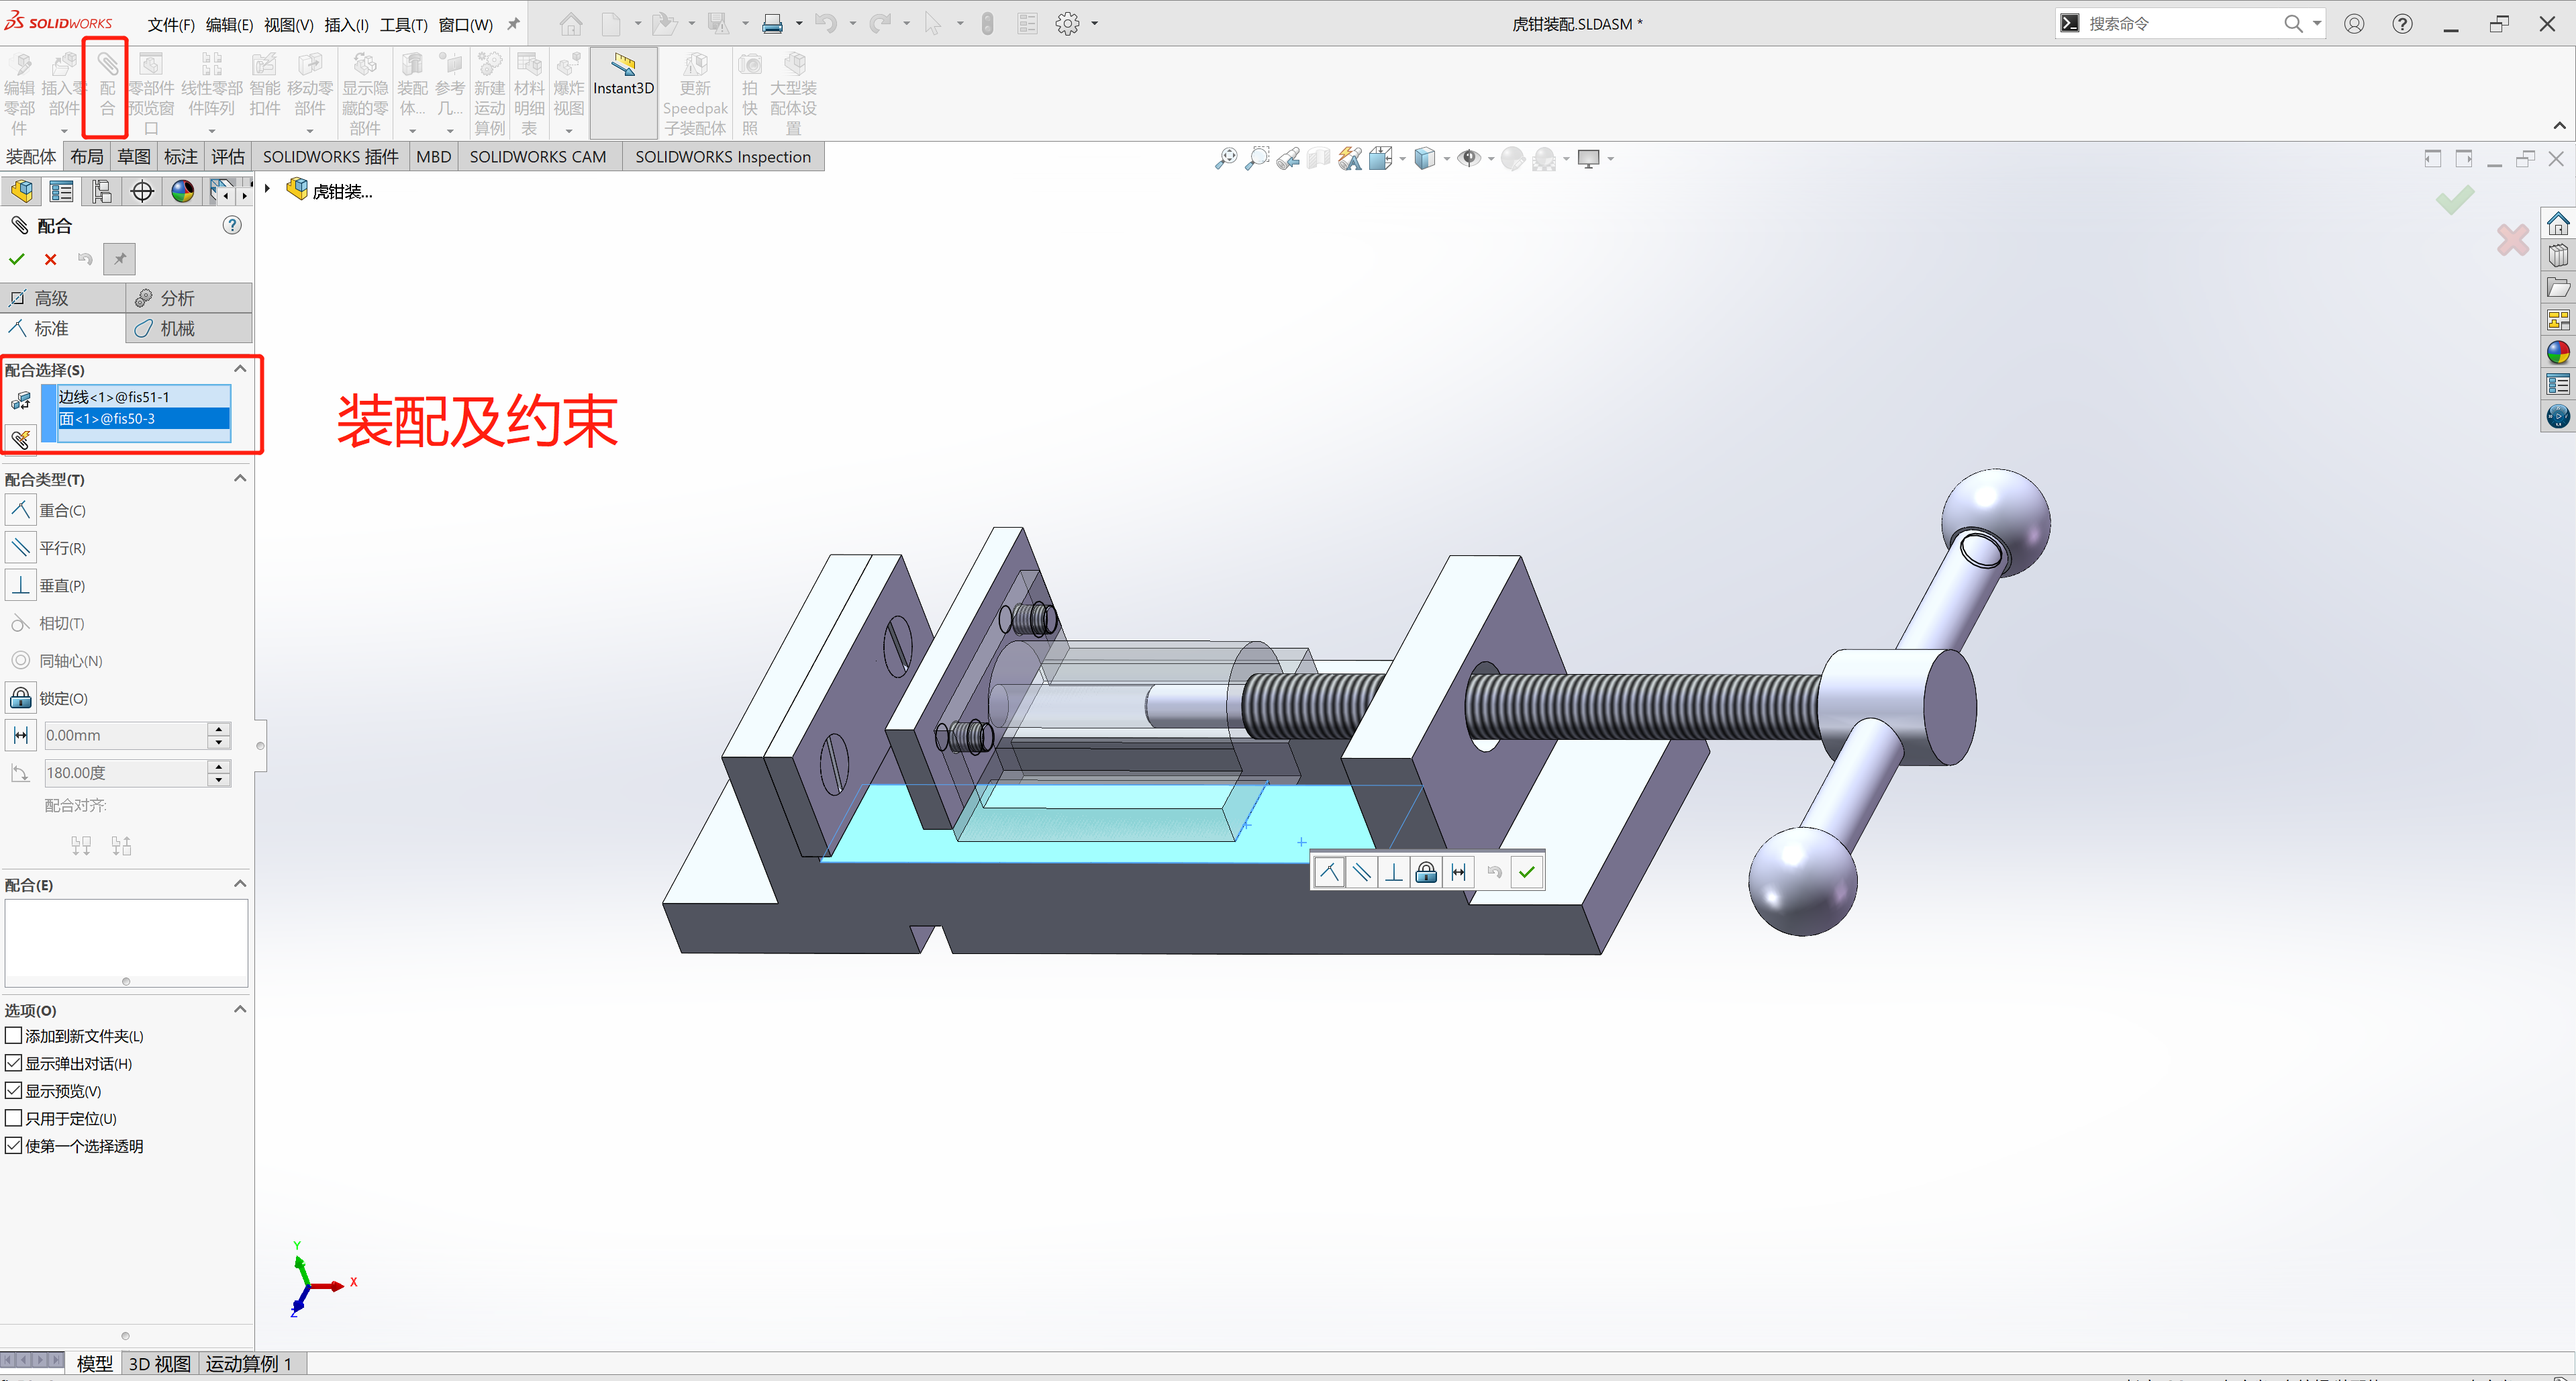 SOLIDWORKS 文件(F) 编辑(E) 视图(V) 插入(I) 工具(T) 窗口(W) 虎钳装配.SLDASM * 搜索命令
编辑零部件 插入零部件 配合 零部件预览窗口 线性零部件阵列 智能扣件 移动零部件 显示隐藏的零部件 装配体... 参考几... 新建运动算例 材料明细表 爆炸视图 Instant3D 更新Speedpak子装配体 拍快照 大型装配体设置
装配体 布局 草图 标注 评估 SOLIDWORKS 插件 MBD SOLIDWORKS CAM SOLIDWORKS Inspection
虎钳装...
配合
高级 分析
标准 机械
配合选择(S)
边线<1>@fis51-1
面<1>@fis50-3
装配及约束
配合类型(T)
重合(C)
平行(R)
垂直(P)
相切(T)
同轴心(N)
锁定(O)
0.00mm
180.00度
配合对齐:
配合(E)
选项(O)
添加到新文件夹(L)
显示弹出对话(H)
显示预览(V)
只用于定位(U)
使第一个选择透明
Y
X
Z
模型 3D 视图 运动算例 1